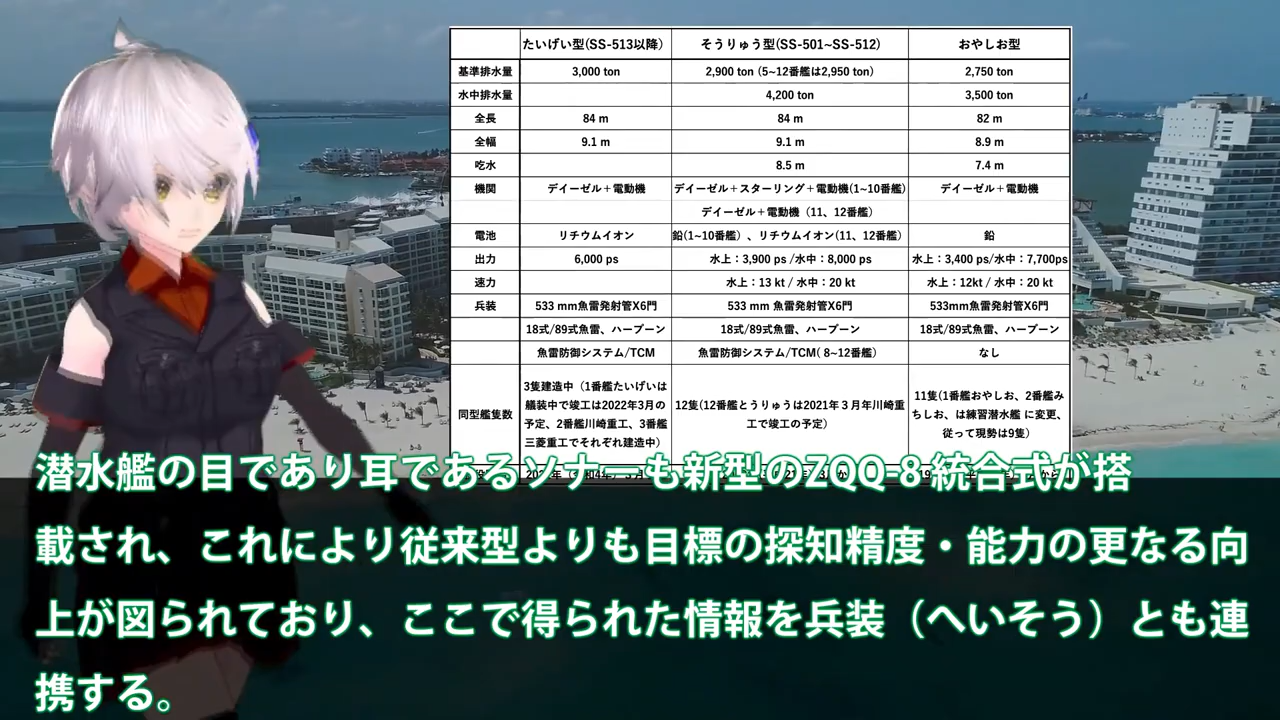 たいげい型(SS-513以降) そうりゅう型(SS-501~SS-512) おやしお型
基準排水量 3,000 ton 2,900 ton (5~12番艦は2,950 ton) 2,750 ton
水中排水量 4,200 ton 3,500 ton
全長 84 m 84 m 82 m
全幅 9.1 m 9.1 m 8.9 m
吃水 8.5 m 7.4 m
機関 デイーゼル＋電動機 デイーゼル＋スターリング＋電動機(1~10番艦) デイーゼル＋電動機
デイーゼル＋電動機（11、12番艦）
電池 リチウムイオン 鉛(1~10番艦）、リチウムイオン(11、12番艦) 鉛
出力 6,000 ps 水上：3,900 ps /水中：8,000 ps 水上：3,400 ps/水中：7,700ps
速力 水上：13 kt / 水中：20 kt 水上：12kt / 水中：20 kt
兵装 533 mm魚雷発射管X6門 533 mm 魚雷発射管X6門 533mm魚雷発射管X6門
18式/89式魚雷、ハープーン 18式/89式魚雷、ハープーン 18式/89式魚雷、ハープーン
魚雷防御システム/TCM 魚雷防御システム/TCM( 8~12番艦） なし
同型艦隻数
3隻建造中（1番艦たいげいは
艤装中で竣工は2022年3月の
予定、2番艦川崎重工、3番艦
三菱重工でそれぞれ建造中）
12隻(12番艦とうりゅうは2021年３月年川崎重
工で竣工の予定)
11隻(1番艦おやしお、2番艦み
ちしお、は練習潜水艦 に変更、
従って現勢は9隻）
潜水艦の目であり耳であるソナーも新型のZQQ-8統合式が搭
載され、これにより従来型よりも目標の探知精度・能力の更なる向
上が図られており、ここで得られた情報を兵装（へいそう）とも連
携する。